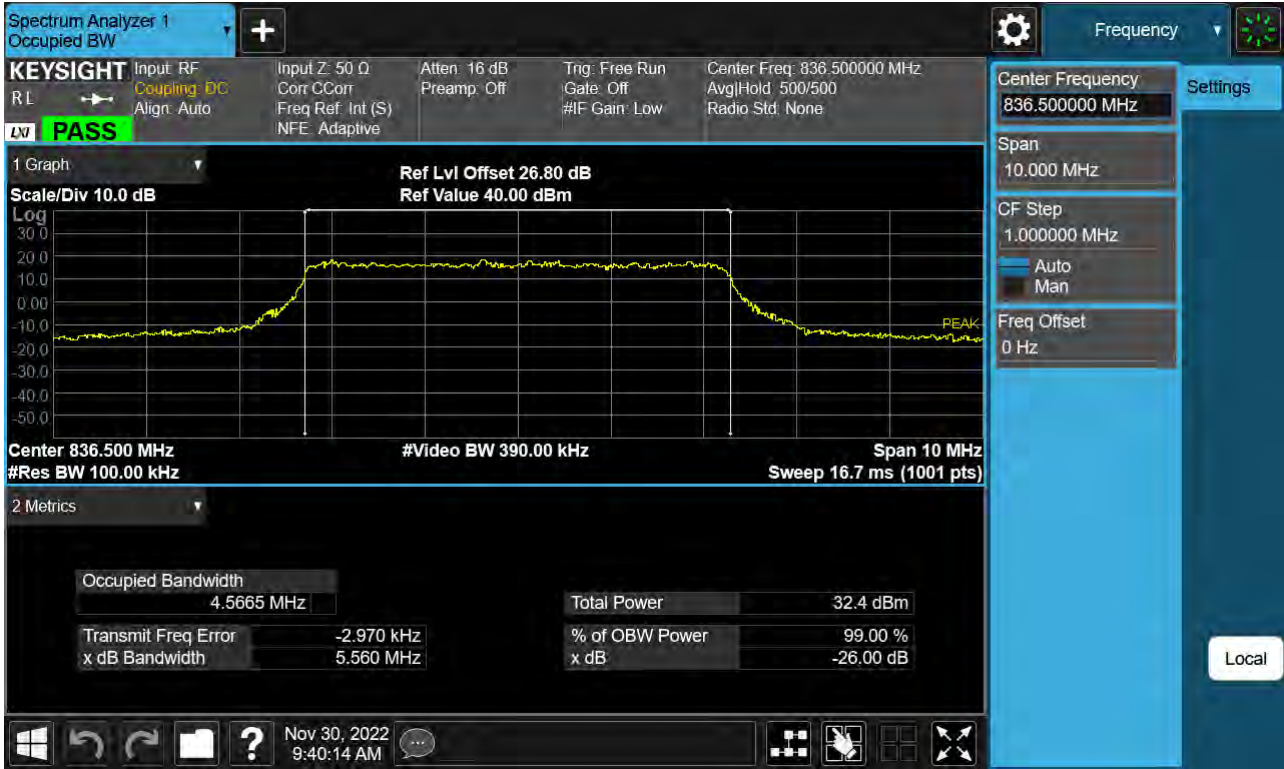 Spectrum Analyzer 1
Occupied BW
+
Frequency
KEYSIGHT
R L
LXI PASS
Input: RF
Coupling: DC
Align: Auto
Input Z: 50 Ω
Corr CCorr
Freq Ref: Int (S)
NFE: Adaptive
Atten: 16 dB
Preamp: Off
Trig: Free Run
Gate: Off
#IF Gain: Low
Center Freq: 836.500000 MHz
Avg|Hold: 500/500
Radio Std: None
Center Frequency
836.500000 MHz
Settings
Span
10.000 MHz
CF Step
1.000000 MHz
Auto
Man
Freq Offset
0 Hz
Local
1 Graph
Scale/Div 10.0 dB
Ref Lvl Offset 26.80 dB
Ref Value 40.00 dBm
Log
30.0
20.0
10.0
0.00
-10.0
-20.0
-30.0
-40.0
-50.0
PEAK
Center 836.500 MHz
#Video BW 390.00 kHz
Span 10 MHz
#Res BW 100.00 kHz
Sweep 16.7 ms (1001 pts)
2 Metrics
Occupied Bandwidth
4.5665 MHz
Transmit Freq Error -2.970 kHz
x dB Bandwidth 5.560 MHz
Total Power 32.4 dBm
% of OBW Power 99.00 %
x dB -26.00 dB
?
Nov 30, 2022
9:40:14 AM